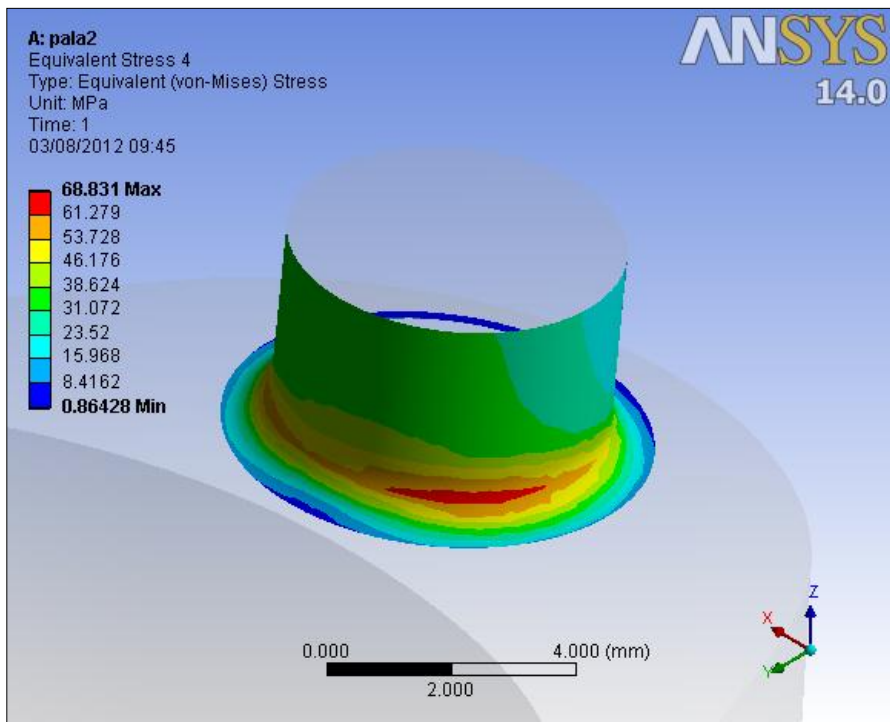 A: pala2
Equivalent Stress 4
Type: Equivalent (von-Mises) Stress
Unit: MPa
Time: 1
03/08/2012 09:45
ANSYS
14.0
68.831 Max
61.279
53.728
46.176
38.624
31.072
23.52
15.968
8.4162
0.86428 Min
0.000 4.000 (mm)
2.000
Z
X
Y